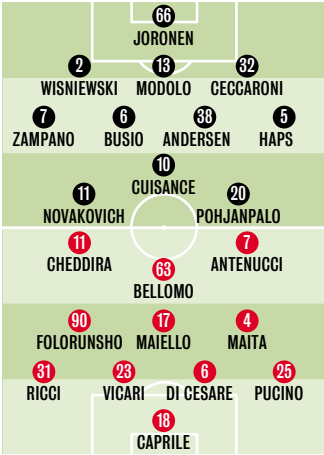 66
JORONEN
2 13 32
WISNIEWSKI MODOLO CECCARONI
7 6 38 5
ZAMPANO BUSIO ANDERSEN HAPS
10
CUISANCE
11 20
NOVAKOVICH POHJANPALO
11 7
CHEDDIRA ANTENUCCI
63
BELLOMO
90 17 4
FOLORUNSHO MAIELLO MAITA
31 23 6 25
RICCI VICARI DI CESARE PUCINO
18
CAPRILE